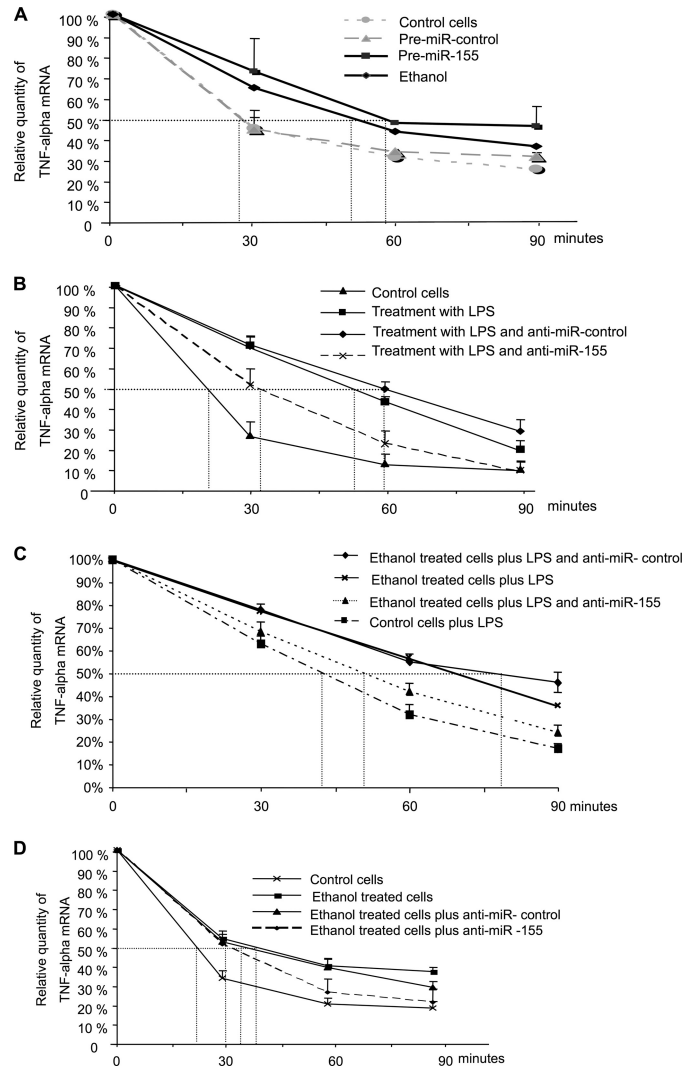 A
Relative quantity of
TNF-alpha mRNA
100 %
90 %
80 %
70 %
60 %
50 %
40 %
30 %
20 %
10 %
0
0
30
60
90
minutes
Control cells
Pre-miR-control
Pre-miR-155
Ethanol
B
Relative quantity of
TNF-alpha mRNA
100 %
90 %
80 %
70 %
60 %
50 %
40 %
30 %
20 %
10 %
0
0
30
60
90
minutes
Control cells
Treatment with LPS
Treatment with LPS and anti-miR-control
Treatment with LPS and anti-miR-155
C
Relative quantity of
TNF-alpha mRNA
100%
90%
80%
70%
60%
50%
40%
30%
20%
10%
0%
0
30
60
90 minutes
Ethanol treated cells plus LPS and anti-miR- control
Ethanol treated cells plus LPS
Ethanol treated cells plus LPS and anti-miR-155
Control cells plus LPS
D
Relative quantity of
TNF-alpha mRNA
100 %
90 %
80 %
70 %
60 %
50 %
40 %
30 %
20 %
10 %
0
0
30
60
90
minutes
Control cells
Ethanol treated cells
Ethanol treated cells plus anti-miR- control
Ethanol treated cells plus anti-miR -155